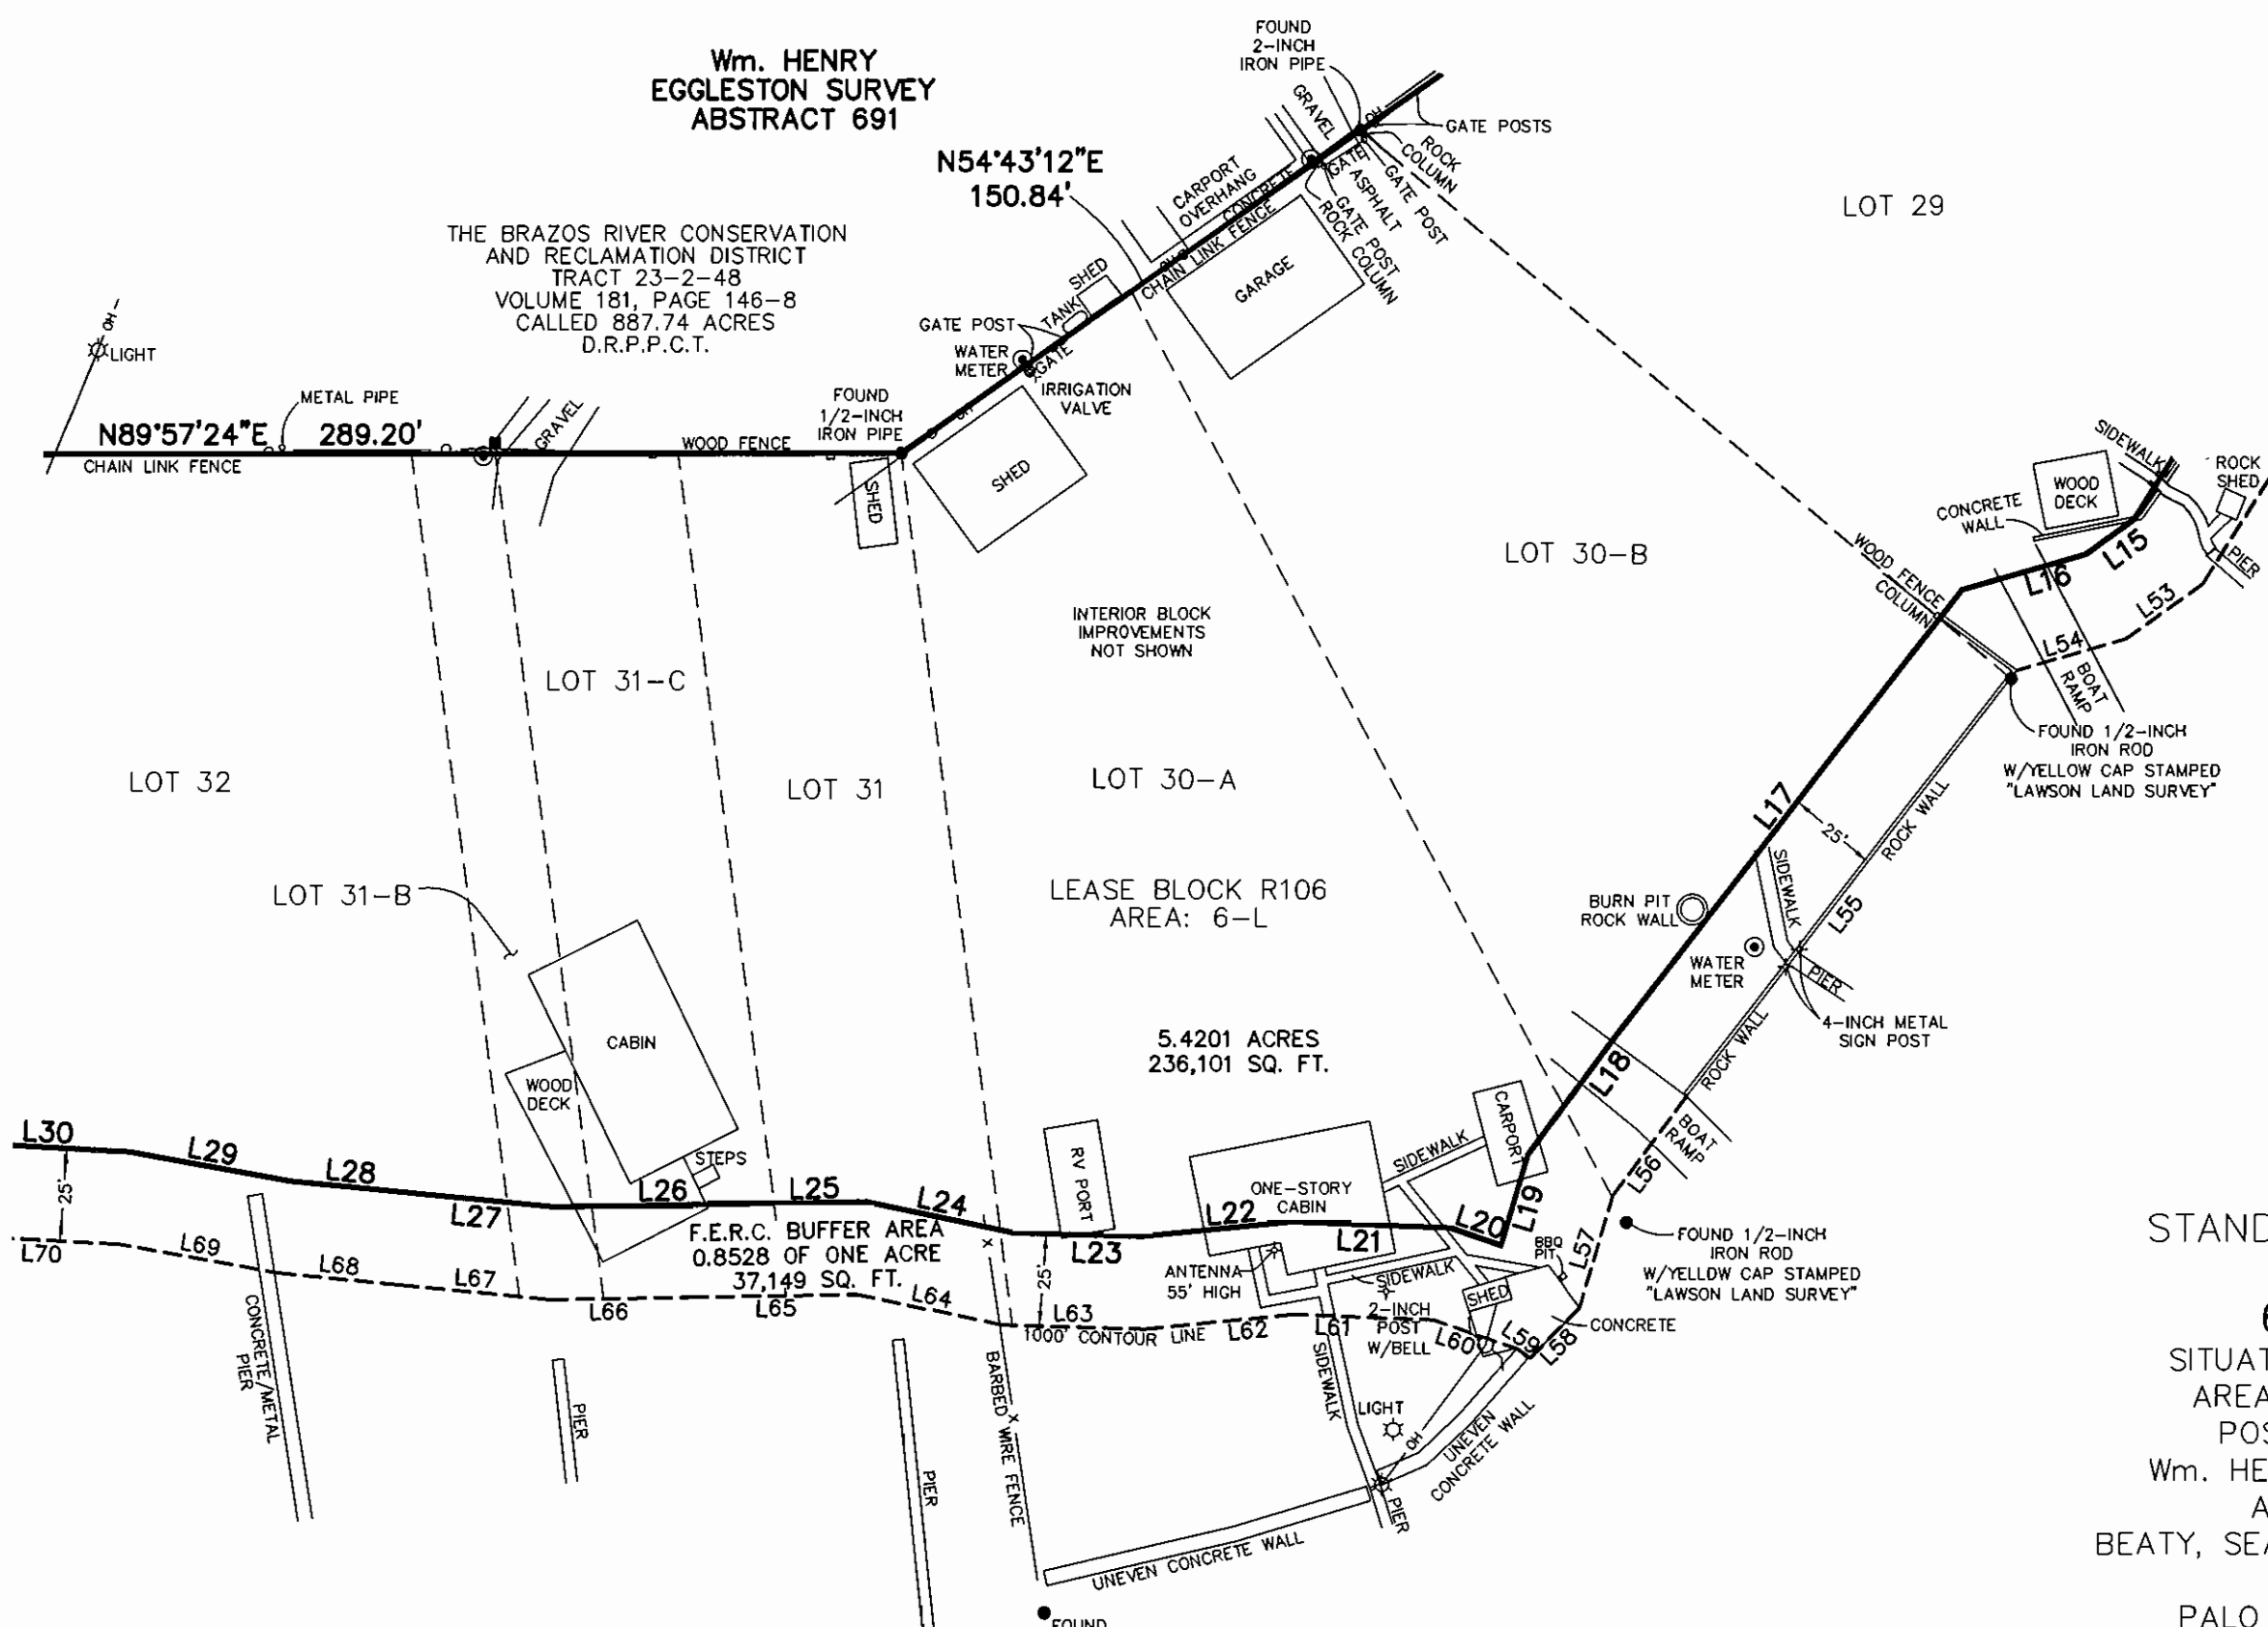 Wm. HENRY
EGGLESTON SURVEY
ABSTRACT 691
FOUND
2-INCH
IRON PIPE
GRAVEL
OH
GATE POSTS
ROCK
COLUMN
GATE
GATE POST
ASPHALT
GATE POST
ROCK COLUMN
N54°43'12"E
150.84'
CARPORT
OVERHANG
CONCRETE
CHAIN LINK FENCE
OH
GARAGE
LOT 29
THE BRAZOS RIVER CONSERVATION
AND RECLAMATION DISTRICT
TRACT 23-2-48
VOLUME 181, PAGE 146-8
CALLED 887.74 ACRES
D.R.P.P.C.T.
SHED
TANK
GATE POST
WATER
METER
GATE
IRRIGATION
VALVE
OH
OH
LIGHT
METAL PIPE
N89°57'24"E 289.20'
CHAIN LINK FENCE
GRAVEL
WOOD FENCE
FOUND
1/2-INCH
IRON PIPE
SHED
SHED
SIDEWALK
ROCK
SHED
WOOD
DECK
CONCRETE
WALL
L15
L16
PIER
L53
L54
WOOD FENCE
COLUMN
BOAT
RAMP
LOT 30-B
INTERIOR BLOCK
IMPROVEMENTS
NOT SHOWN
LOT 31-C
LOT 32
LOT 31
LOT 30-A
FOUND 1/2-INCH
IRON ROD
W/YELLOW CAP STAMPED
"LAWSON LAND SURVEY"
L17
25'
ROCK WALL
LOT 31-B
LEASE BLOCK R106
AREA: 6-L
BURN PIT
ROCK WALL
SIDEWALK
L55
WATER
METER
PIER
4-INCH METAL
SIGN POST
ROCK WALL
5.4201 ACRES
236,101 SQ. FT.
CABIN
WOOD
DECK
STEPS
L18
BOAT
RAMP
CARPORT
SIDEWALK
RV PORT
ONE-STORY
CABIN
L30
L29
L28
L27
L26
L25
L24
L23
L22
L21
L20
L19
L56
L57
25'
F.E.R.C. BUFFER AREA
0.8528 OF ONE ACRE
37,149 SQ. FT.
BBQ
PIT
FOUND 1/2-INCH
IRON ROD
W/YELLOW CAP STAMPED
"LAWSON LAND SURVEY"
ANTENNA
55' HIGH
SIDEWALK
SHED
25'
L70
L69
L68
L67
L66
L65
L64
L63
1000' CONTOUR LINE
L62
L61
2-INCH
POST
W/BELL
L60
L59
L58
CONCRETE
CONCRETE/METAL
PIER
PIER
PIER
X
X
BARBED WIRE FENCE
SIDEWALK
LIGHT
OH
UNEVEN
CONCRETE WALL
PIER
UNEVEN CONCRETE WALL
FOUND
STAND
SITUAT
AREA
POS
Wm. HE
A
BEATY, SEA
PALO